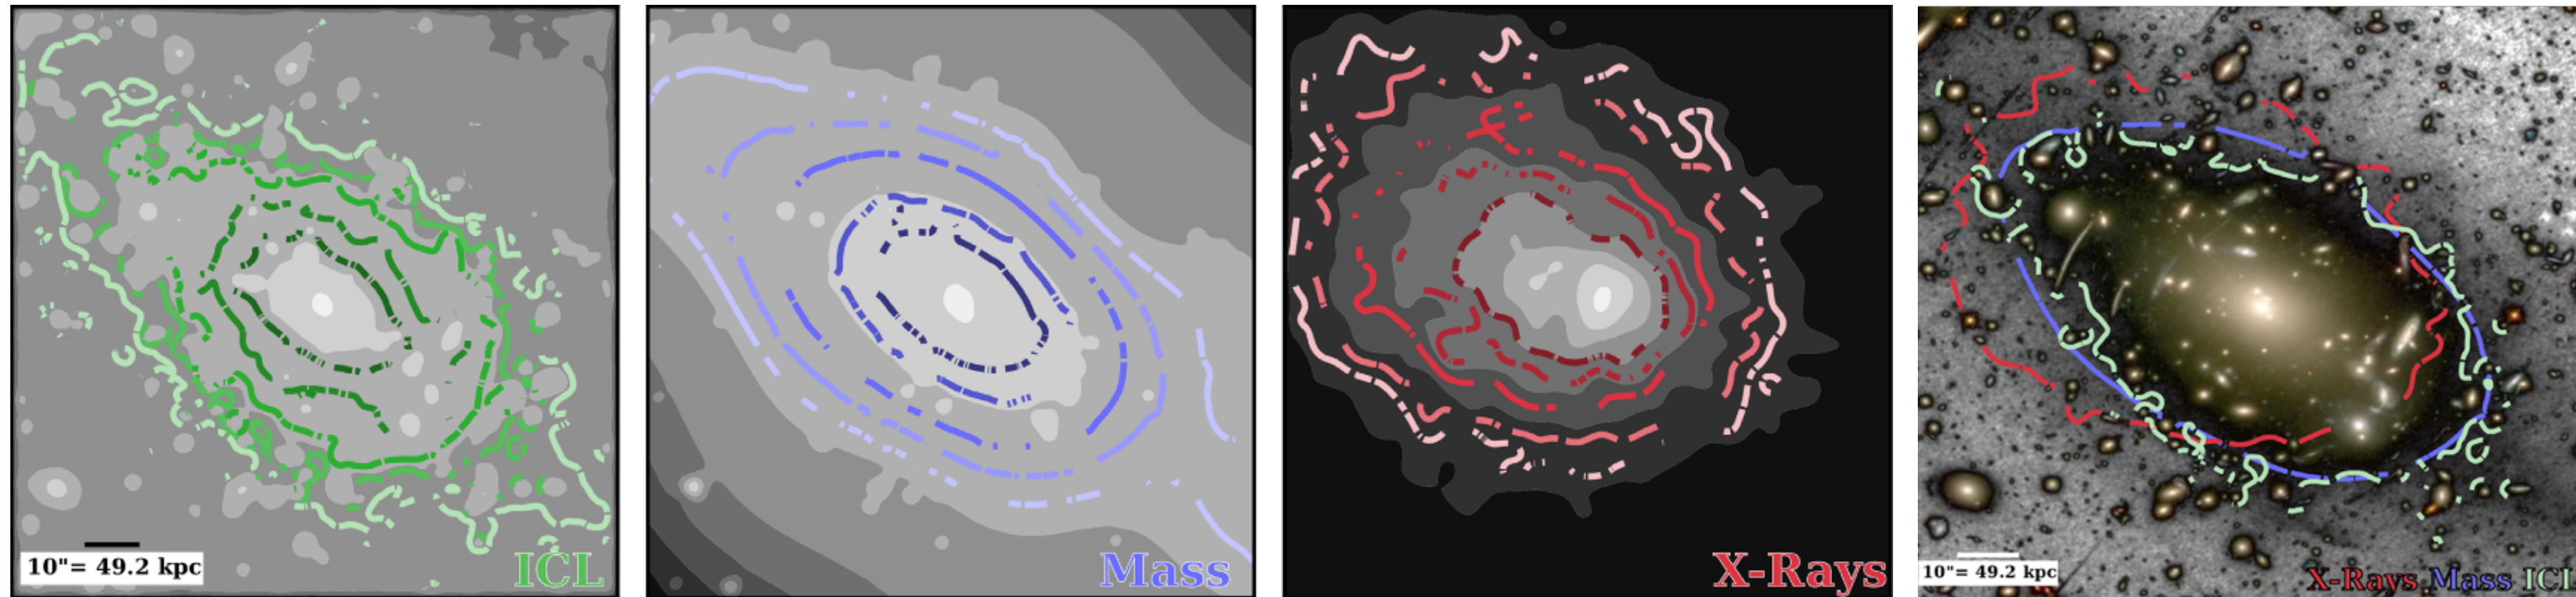 10"= 49.2 kpc
ICL
Mass
X-Rays
10"= 49.2 kpc
X-Rays Mass ICL